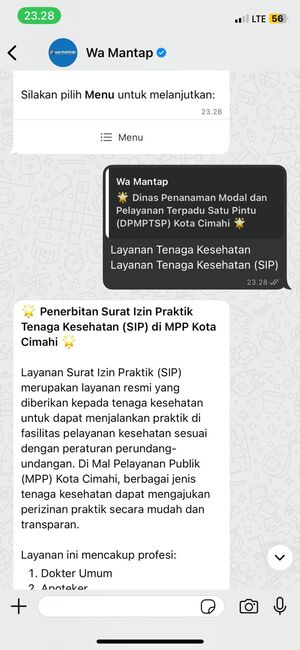 23.28
LTE 56
Wa Mantap
Silakan pilih Menu untuk melanjutkan:
23.28
Menu
Wa Mantap
🌟 Dinas Penanaman Modal dan
Pelayanan Terpadu Satu Pintu
(DPMPTSP) Kota Cimahi 🌟
Layanan Tenaga Kesehatan
Layanan Tenaga Kesehatan (SIP)
23.28
🌟 Penerbitan Surat Izin Praktik
Tenaga Kesehatan (SIP) di MPP Kota
Cimahi 🌟
Layanan Surat Izin Praktik (SIP)
merupakan layanan resmi yang
diberikan kepada tenaga kesehatan
untuk dapat menjalankan praktik di
fasilitas pelayanan kesehatan sesuai
dengan peraturan perundang-
undangan. Di Mal Pelayanan Publik
(MPP) Kota Cimahi, berbagai jenis
tenaga kesehatan dapat mengajukan
perizinan praktik secara mudah dan
transparan.
Layanan ini mencakup profesi:
1. Dokter Umum
2. Apoteker